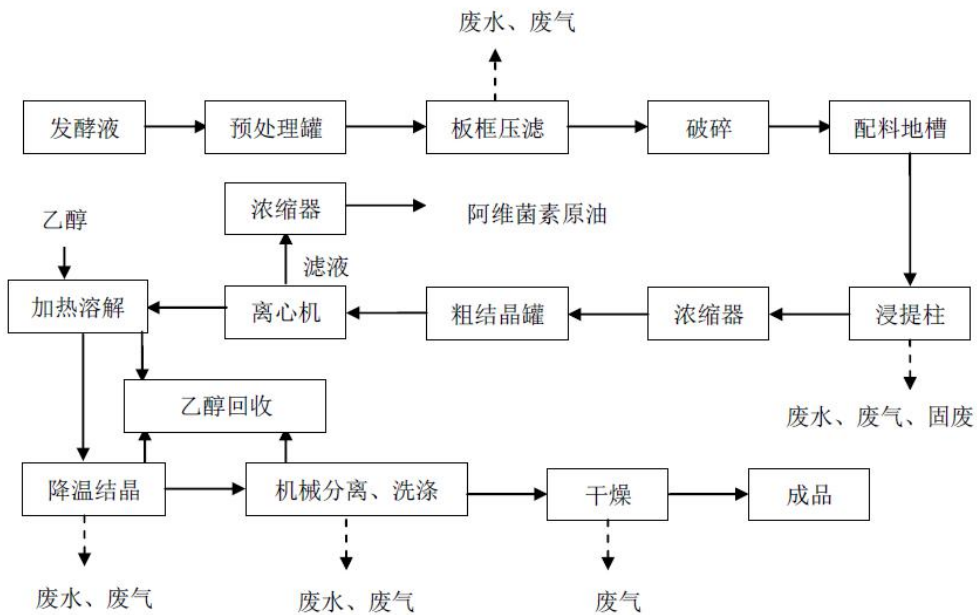 废水、废气
发酵液 预处理罐 板框压滤 破碎 配料地槽
浓缩器 阿维菌素原油
乙醇
滤液
加热溶解 离心机 粗结晶罐 浓缩器 浸提柱
乙醇回收
废水、废气、固废
降温结晶 机械分离、洗涤 干燥 成品
废水、废气 废水、废气 废气